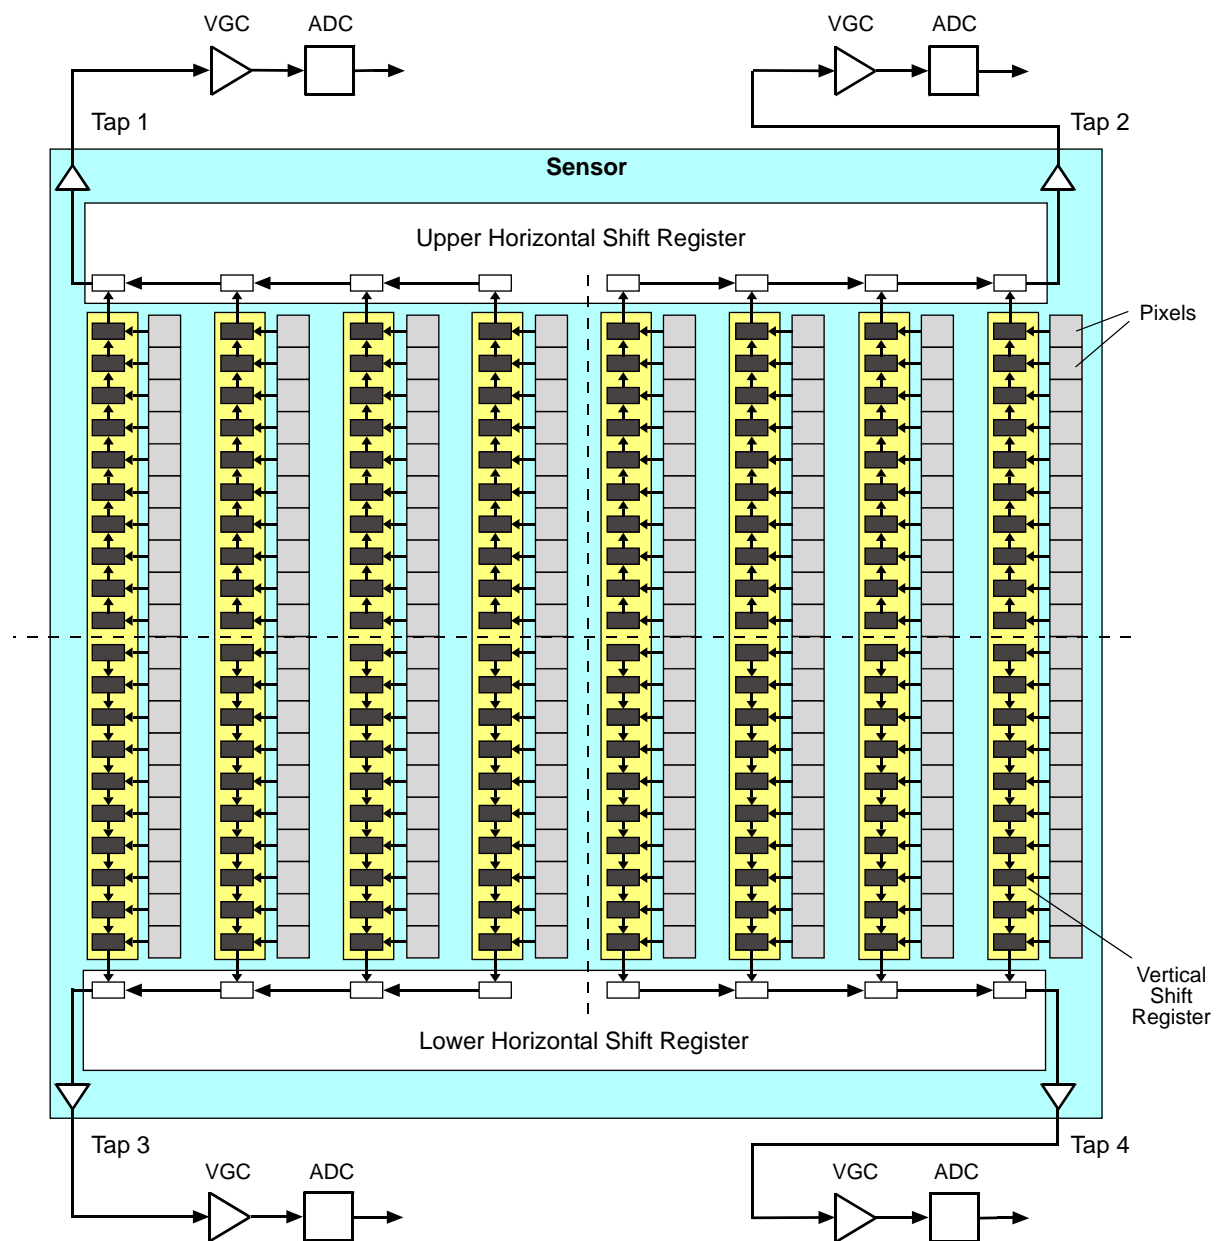 VGC ADC
VGC ADC
Tap 1
Tap 2
Sensor
Upper Horizontal Shift Register
Pixels
Vertical
Shift
Register
Lower Horizontal Shift Register
Tap 3
Tap 4
VGC ADC
VGC ADC